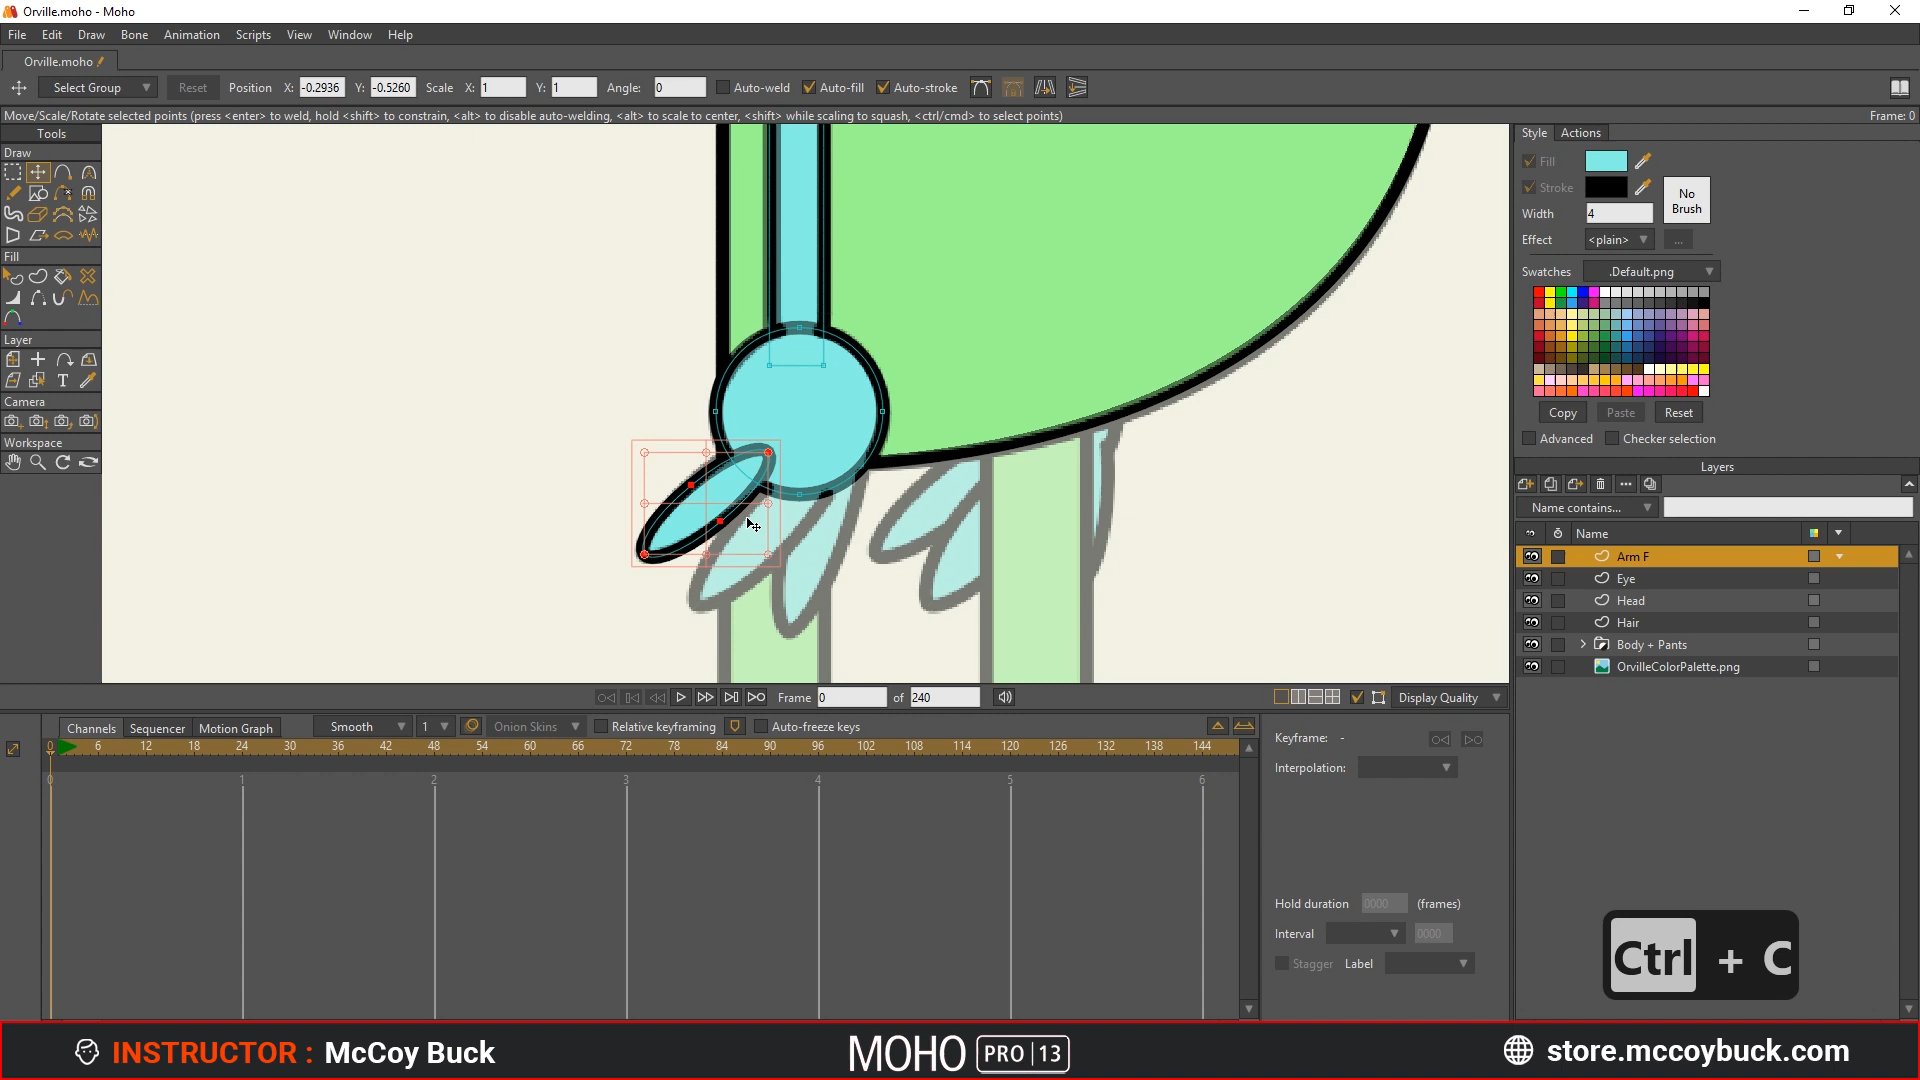 Orville.moho - Moho
File Edit Draw Bone Animation Scripts View Window Help
Orville.moho
Select Group Reset Position X: -0.2936 Y: -0.5260 Scale X: 1 Y: 1 Angle: 0 Auto-weld Auto-fill Auto-stroke
Move/Scale/Rotate selected points (press <enter> to weld, hold <shift> to constrain, <alt> to disable auto-welding, <alt> to scale to center, <shift> while scaling to squash, <ctrl/cmd> to select points) Frame: 0
Tools
Draw
Fill
Layer
Camera
Workspace
Style Actions
Fill
Stroke
No
Brush
Width 4
Effect <plain> ...
Swatches .Default.png
Copy Paste Reset
Advanced Checker selection
Layers
Name contains...
Name
Arm F
Eye
Head
Hair
Body + Pants
OrvilleColorPalette.png
Frame 0 of 240 Display Quality
Channels Sequencer Motion Graph Smooth 1 Onion Skins Relative keyframing Auto-freeze keys
0 6 12 18 24 30 36 42 48 54 60 66 72 78 84 90 96 102 108 114 120 126 132 138 144
0 1 2 3 4 5 6
Keyframe: -
Interpolation:
Hold duration 0000 (frames)
Interval 0000
Stagger Label
Ctrl + C
INSTRUCTOR : McCoy Buck
MOHO PRO 13
store.mccoybuck.com